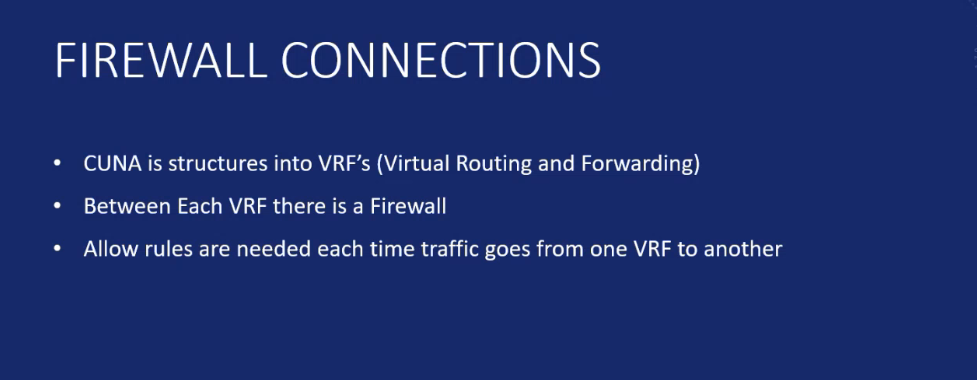 FIREWALL CONNECTIONS
• CUNA is structures into VRF's (Virtual Routing and Forwarding)
• Between Each VRF there is a Firewall
• Allow rules are needed each time traffic goes from one VRF to another